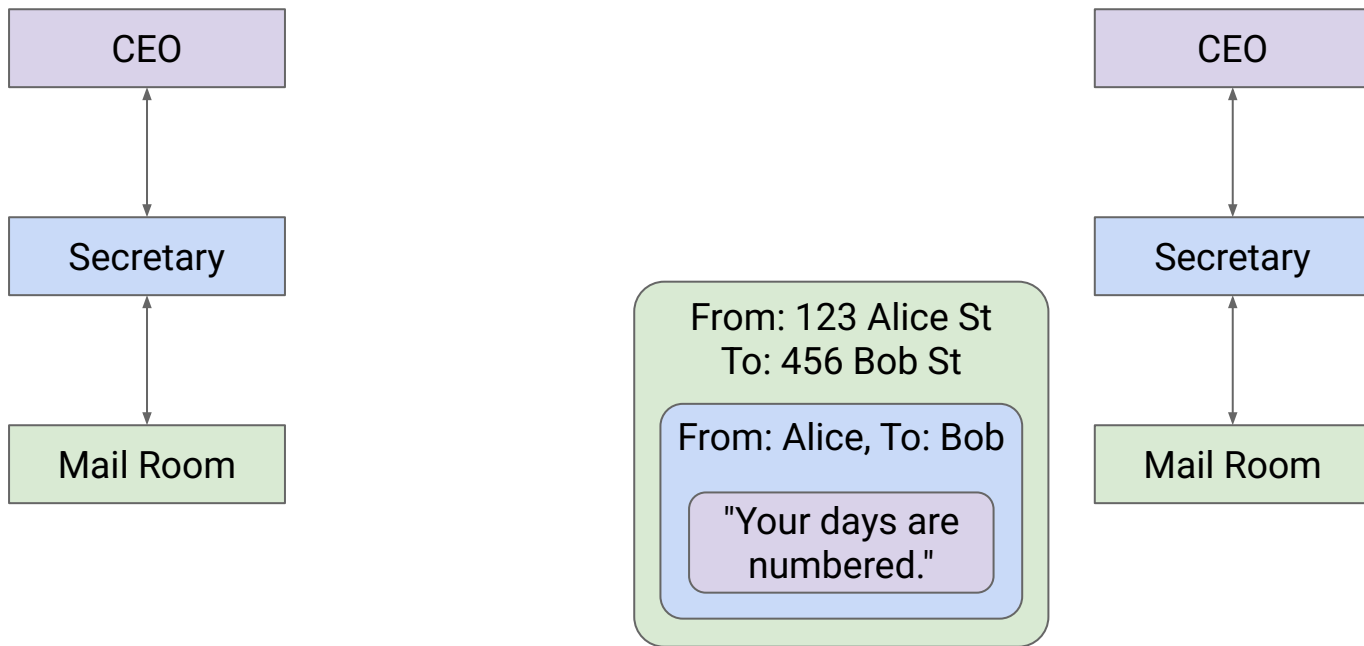 CEO
CEO
Secretary
Secretary
From: 123 Alice St
To: 456 Bob St
From: Alice, To: Bob
Mail Room
Mail Room
"Your days are
numbered."